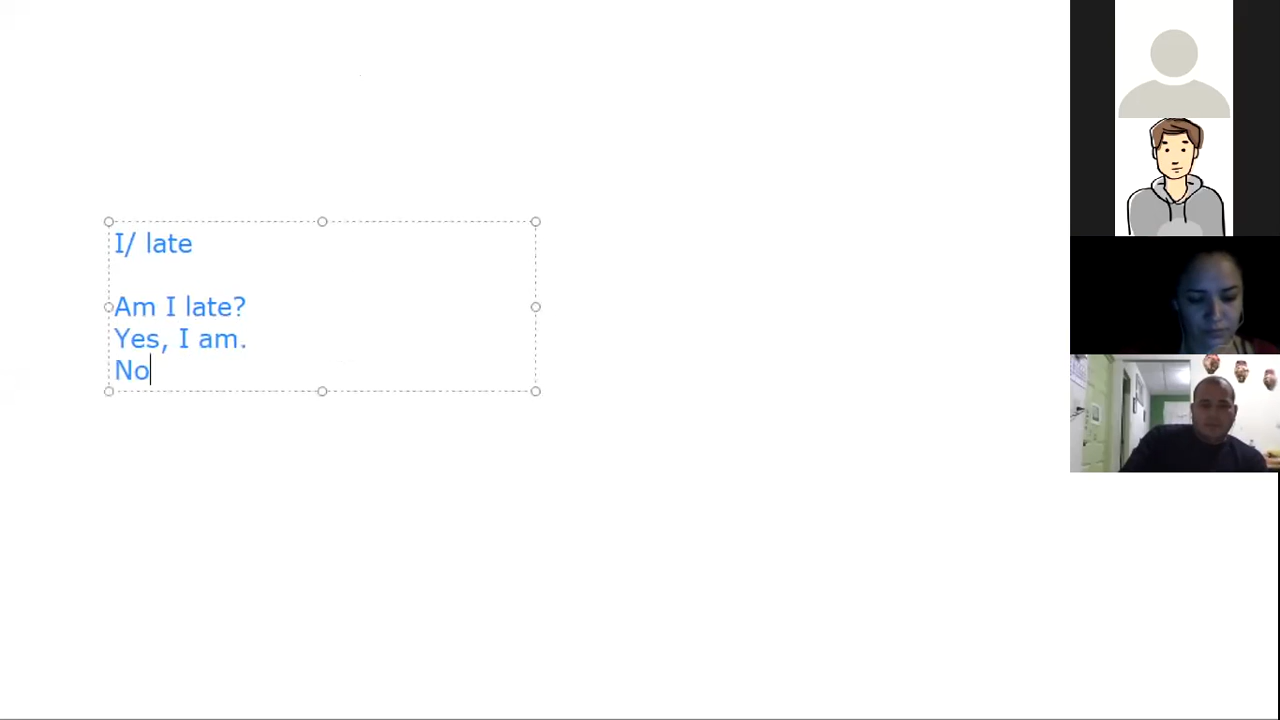 I/ late
Am I late?
Yes, I am.
No